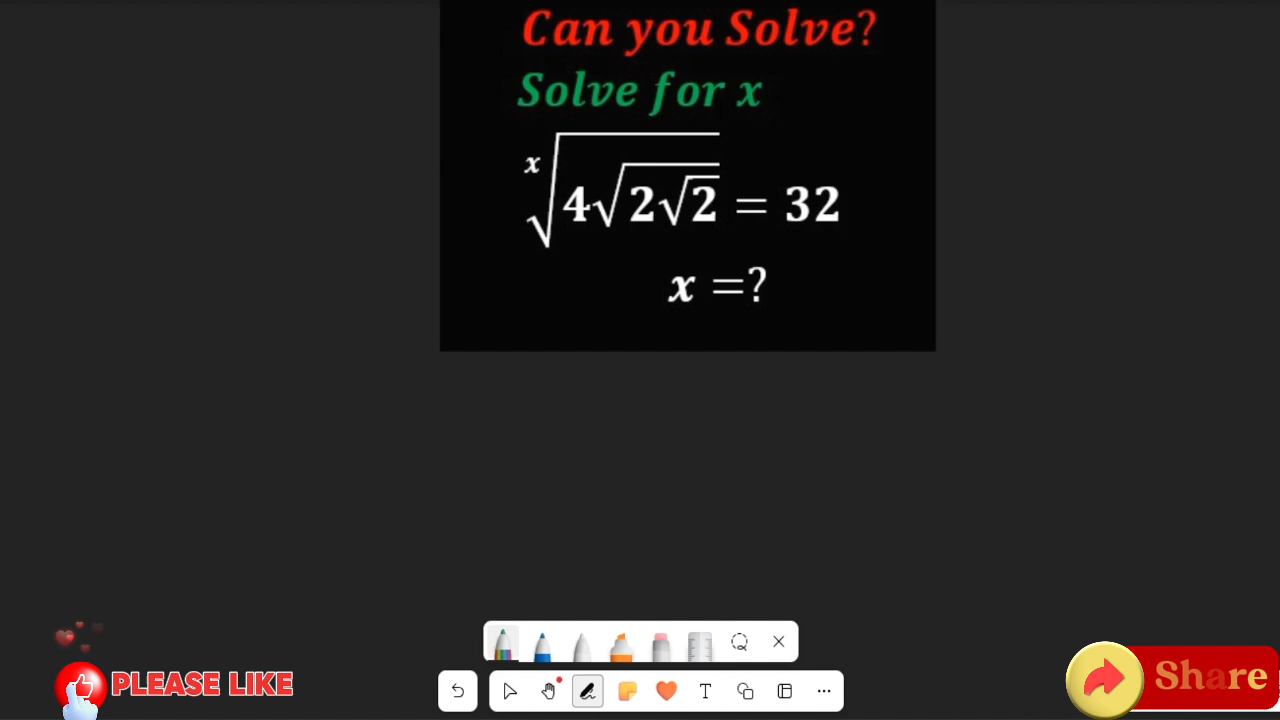 Can you Solve?
Solve for x
ˣ√(4√(2√2)) = 32
x =?
T
PLEASE LIKE
Share